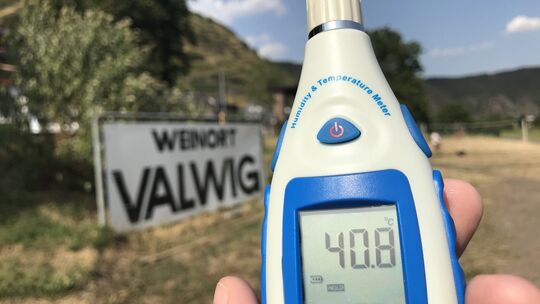 WEINORT
VALWIG
Humidity & Temperature Meter
°C
40.8
HOLD